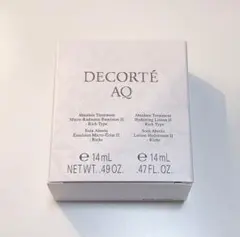 DECORTÉ
AQ
Absolute Treatment
Micro-Radiance Emulsion II
Rich Type
Absolute Treatment
Hydrating Lotion II
Rich Type
Soin Absolu
Émulsion Micro-Éclat II
Riche
Soin Absolu
Lotion Hydratante II
Riche
℮ 14 mL
NET WT. .49 OZ.
℮ 14 mL
.47 FL. OZ.